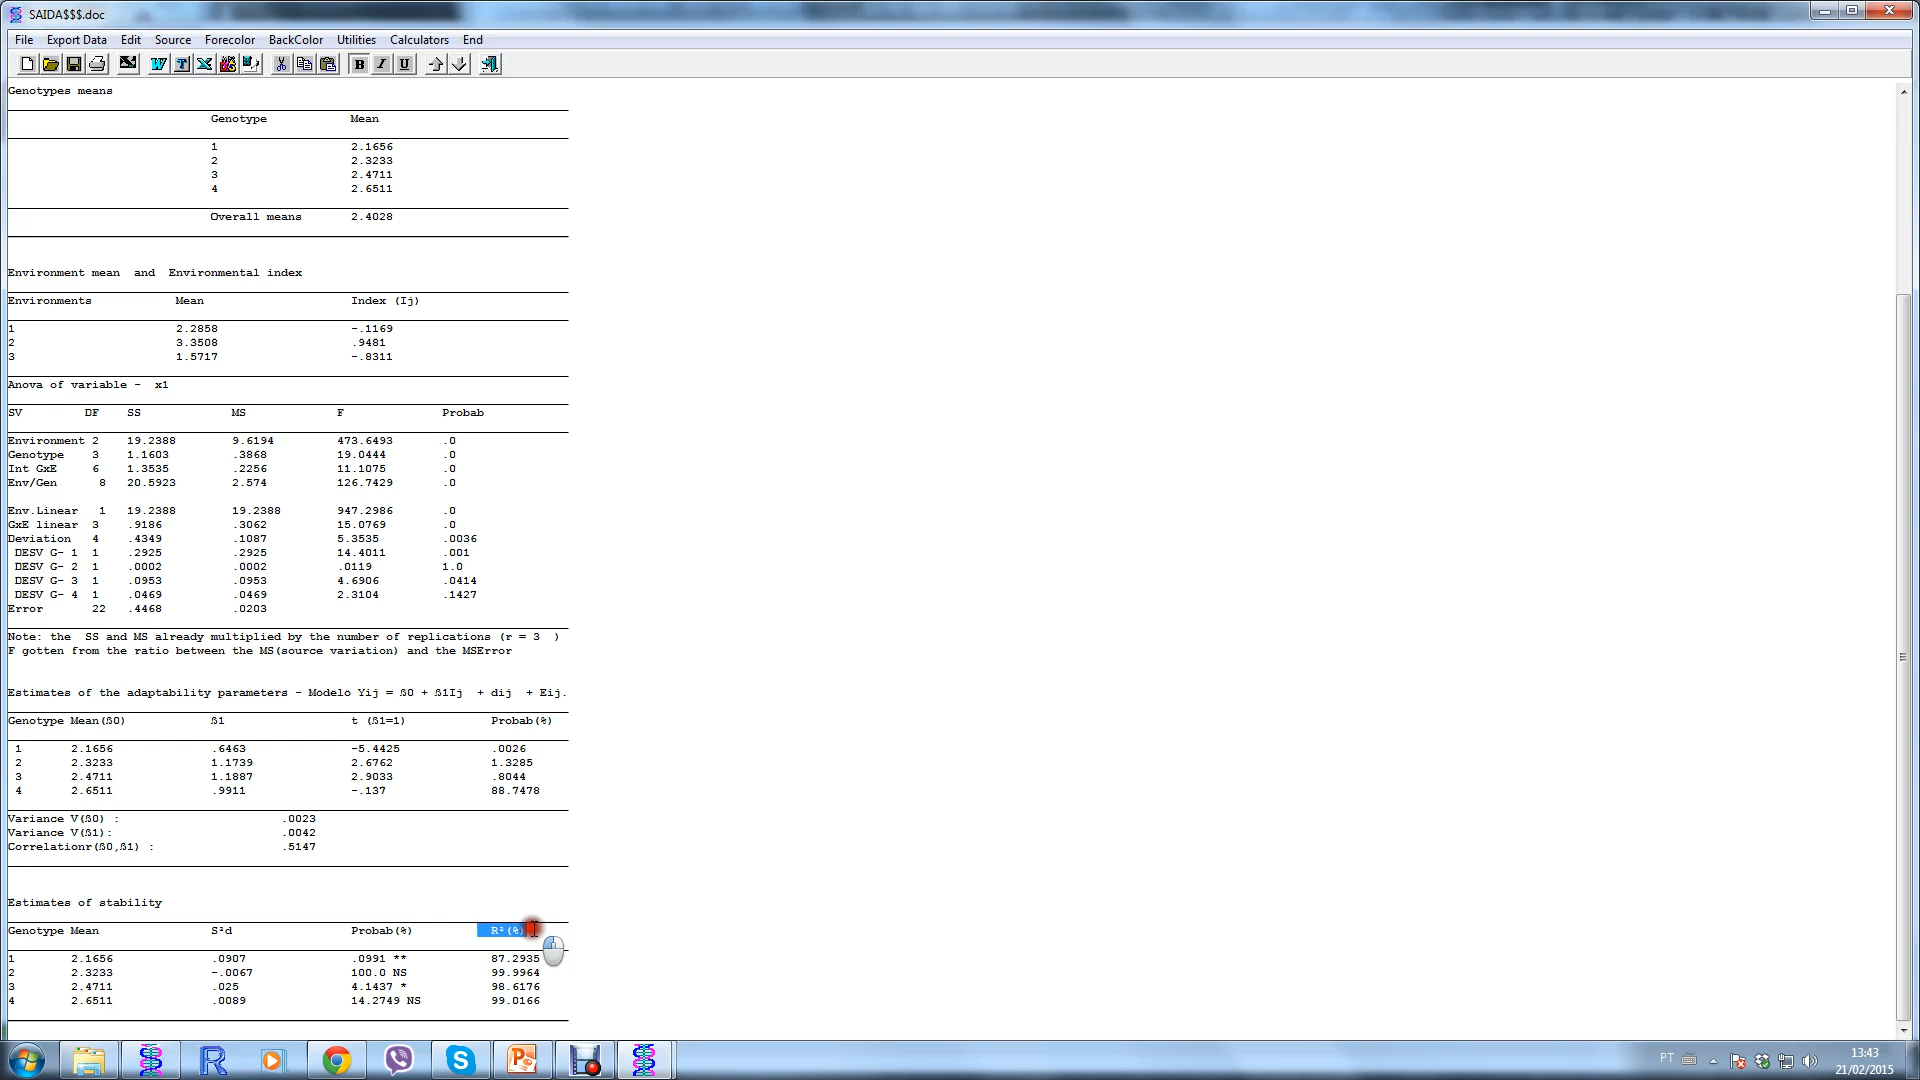 SAIDA$$$.doc
File Export Data Edit Source Forecolor BackColor Utilities Calculators End
B I U
Genotypes means
Genotype Mean
1 2.1656
2 2.3233
3 2.4711
4 2.6511
Overall means 2.4028
Environment mean and Environmental index
Environments Mean Index (Ij)
1 2.2858 -.1169
2 3.3508 .9481
3 1.5717 -.8311
Anova of variable - x1
SV DF SS MS F Probab
Environment 2 19.2388 9.6194 473.6493 .0
Genotype 3 1.1603 .3868 19.0444 .0
Int GxE 6 1.3535 .2256 11.1075 .0
Env/Gen 8 20.5923 2.574 126.7429 .0
Env.Linear 1 19.2388 19.2388 947.2986 .0
GxE linear 3 .9186 .3062 15.0769 .0
Deviation 4 .4349 .1087 5.3535 .0036
DESV G- 1 1 .2925 .2925 14.4011 .001
DESV G- 2 1 .0002 .0002 .0119 1.0
DESV G- 3 1 .0953 .0953 4.6906 .0414
DESV G- 4 1 .0469 .0469 2.3104 .1427
Error 22 .4468 .0203
Note: the SS and MS already multiplied by the number of replications (r = 3 )
F gotten from the ratio between the MS(source variation) and the MSError
Estimates of the adaptability parameters - Modelo Yij = ß0 + ß1Ij + dij + Eij.
Genotype Mean(ß0) ß1 t (ß1=1) Probab(%)
1 2.1656 .6463 -5.4425 .0026
2 2.3233 1.1739 2.6762 1.3285
3 2.4711 1.1887 2.9033 .8044
4 2.6511 .9911 -.137 88.7478
Variance V(ß0) : .0023
Variance V(ß1): .0042
Correlationr(ß0,ß1) : .5147
Estimates of stability
Genotype Mean S²d Probab(%) R²(%)
1 2.1656 .0907 .0991 ** 87.2935
2 2.3233 -.0067 100.0 NS 99.9964
3 2.4711 .025 4.1437 * 98.6176
4 2.6511 .0089 14.2749 NS 99.0166
PT 13:43
21/02/2015